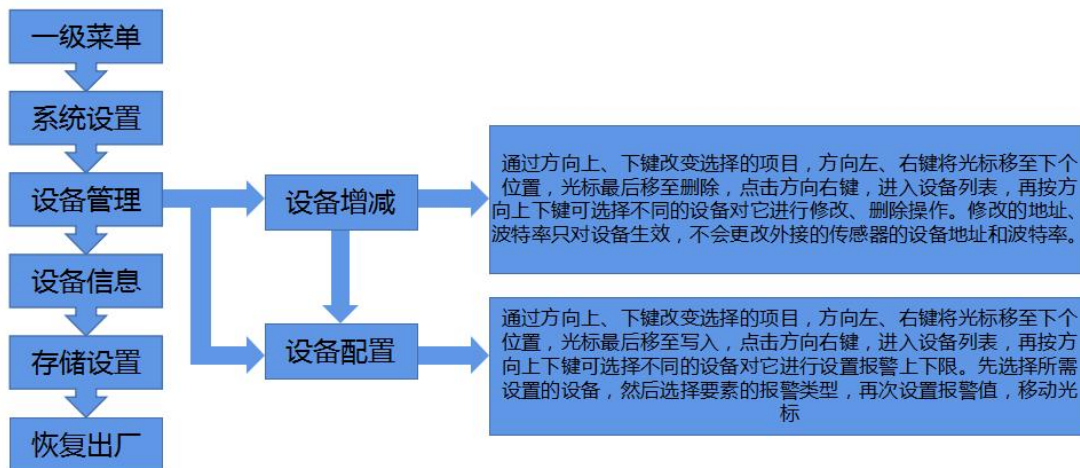 一级菜单
系统设置
设备管理
设备信息
存储设置
恢复出厂
设备增减
设备配置
通过方向上、下键改变选择的项目，方向左、右键将光标移至下个
位置，光标最后移至删除，点击方向右键，进入设备列表，再按方
向上下键可选择不同的设备对它进行修改、删除操作。修改的地址、
波特率只对设备生效，不会更改外接的传感器的设备地址和波特率。
通过方向上、下键改变选择的项目，方向左、右键将光标移至下个
位置，光标最后移至写入，点击方向右键，进入设备列表，再按方
向上下键可选择不同的设备对它进行设置报警上下限。先选择所需
设置的设备，然后选择要素的报警类型，再次设置报警值，移动光
标